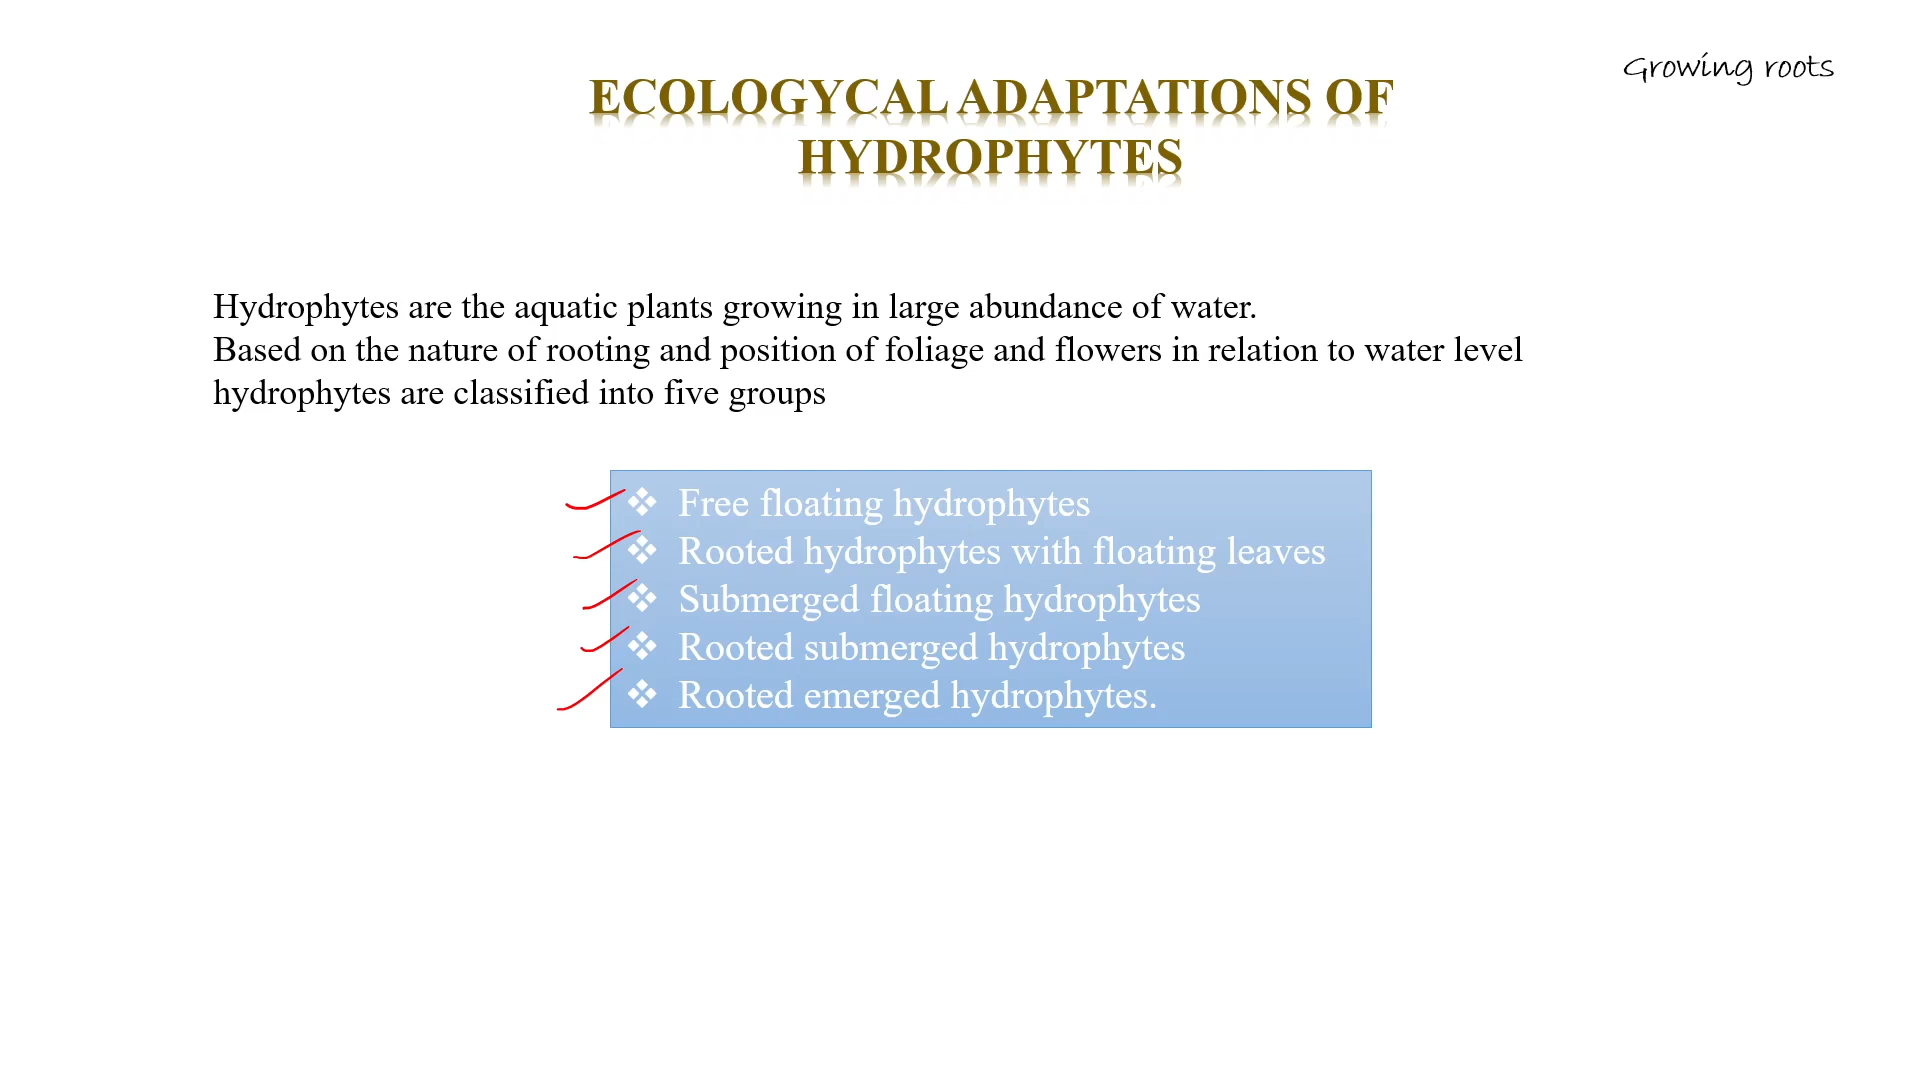 Growing roots
ECOLOGYCAL ADAPTATIONS OF
HYDROPHYTES
Hydrophytes are the aquatic plants growing in large abundance of water.
Based on the nature of rooting and position of foliage and flowers in relation to water level
hydrophytes are classified into five groups
❖ Free floating hydrophytes
❖ Rooted hydrophytes with floating leaves
❖ Submerged floating hydrophytes
❖ Rooted submerged hydrophytes
❖ Rooted emerged hydrophytes.